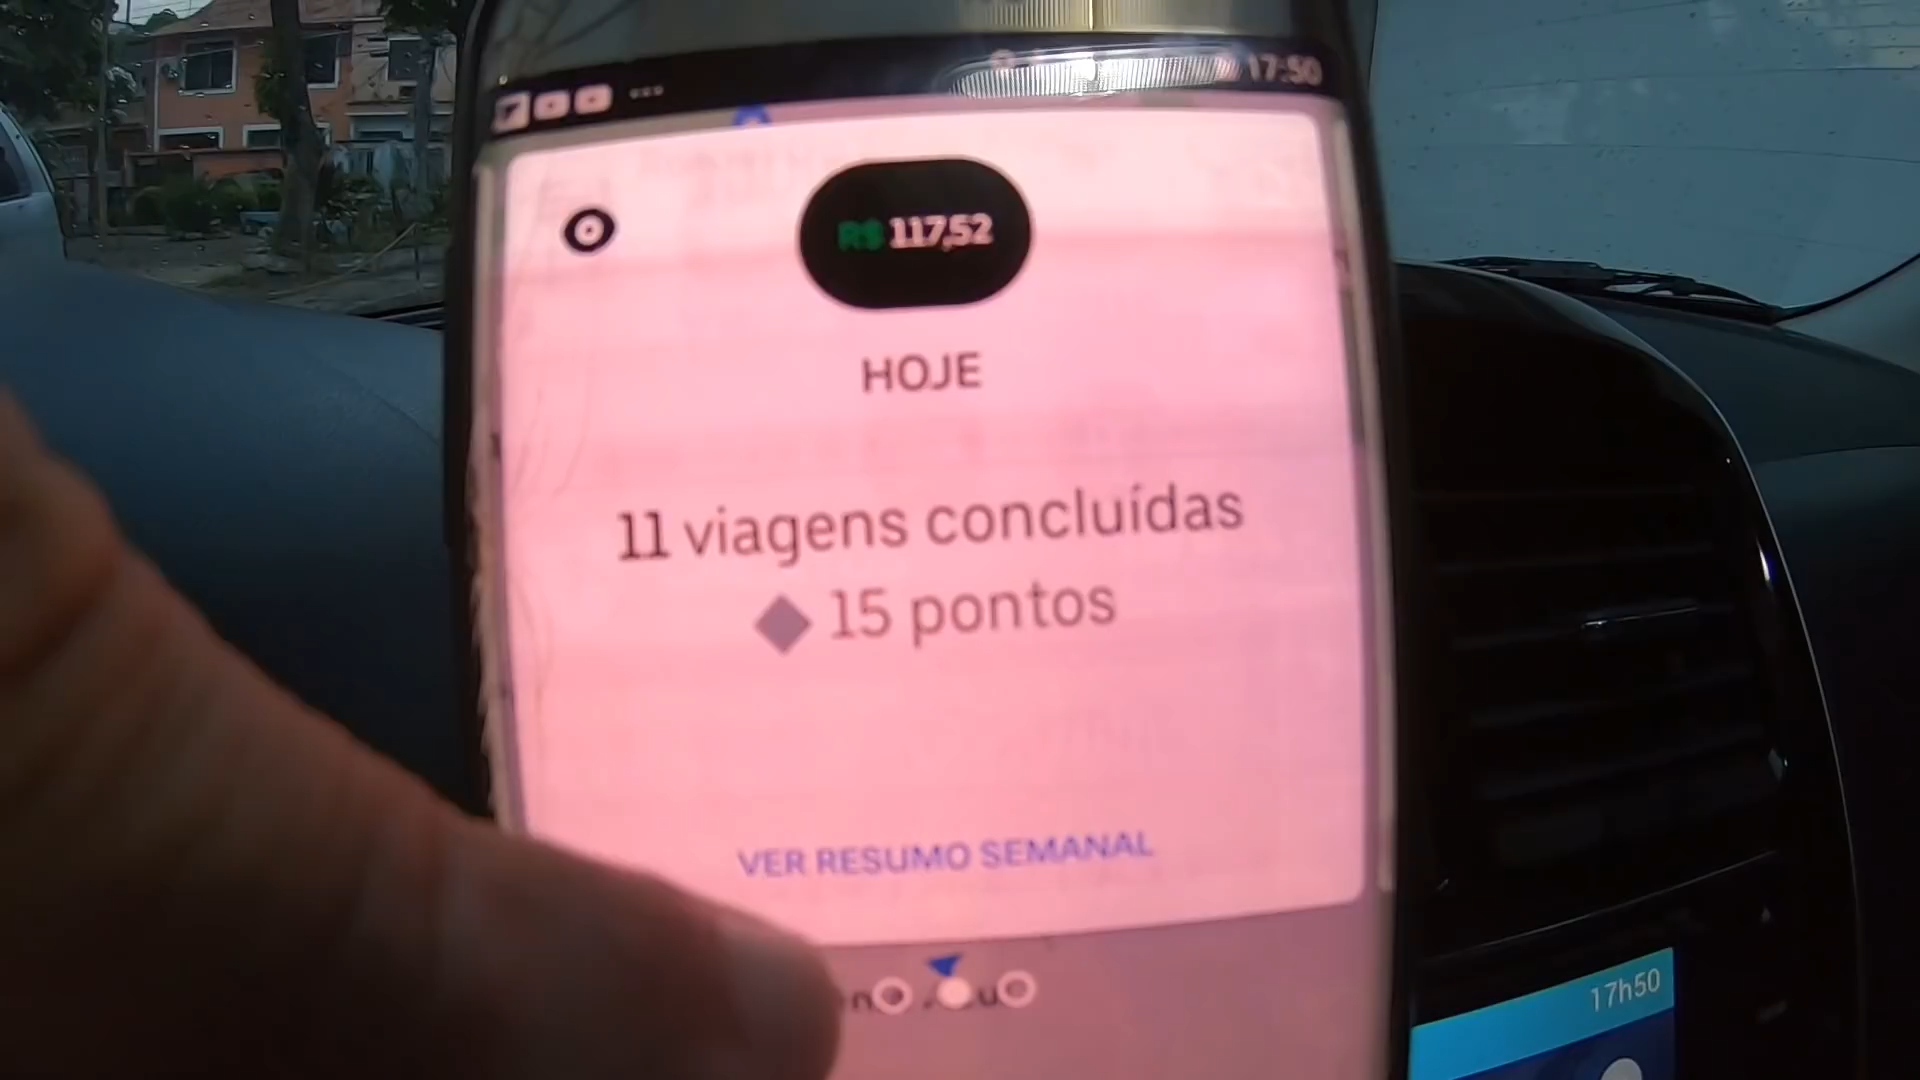 17:50
R$ 117,52
HOJE
11 viagens concluídas
15 pontos
VER RESUMO SEMANAL
17h50